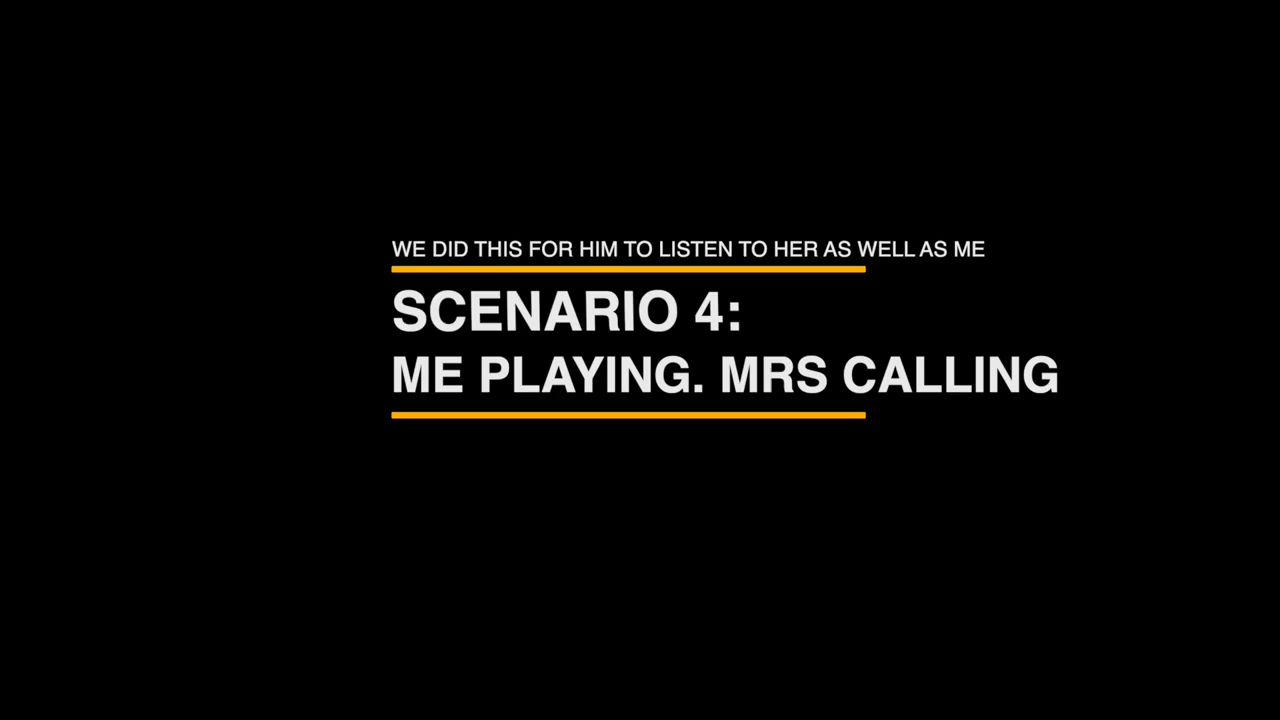 WE DID THIS FOR HIM TO LISTEN TO HER AS WELL AS ME
SCENARIO 4:
ME PLAYING. MRS CALLING